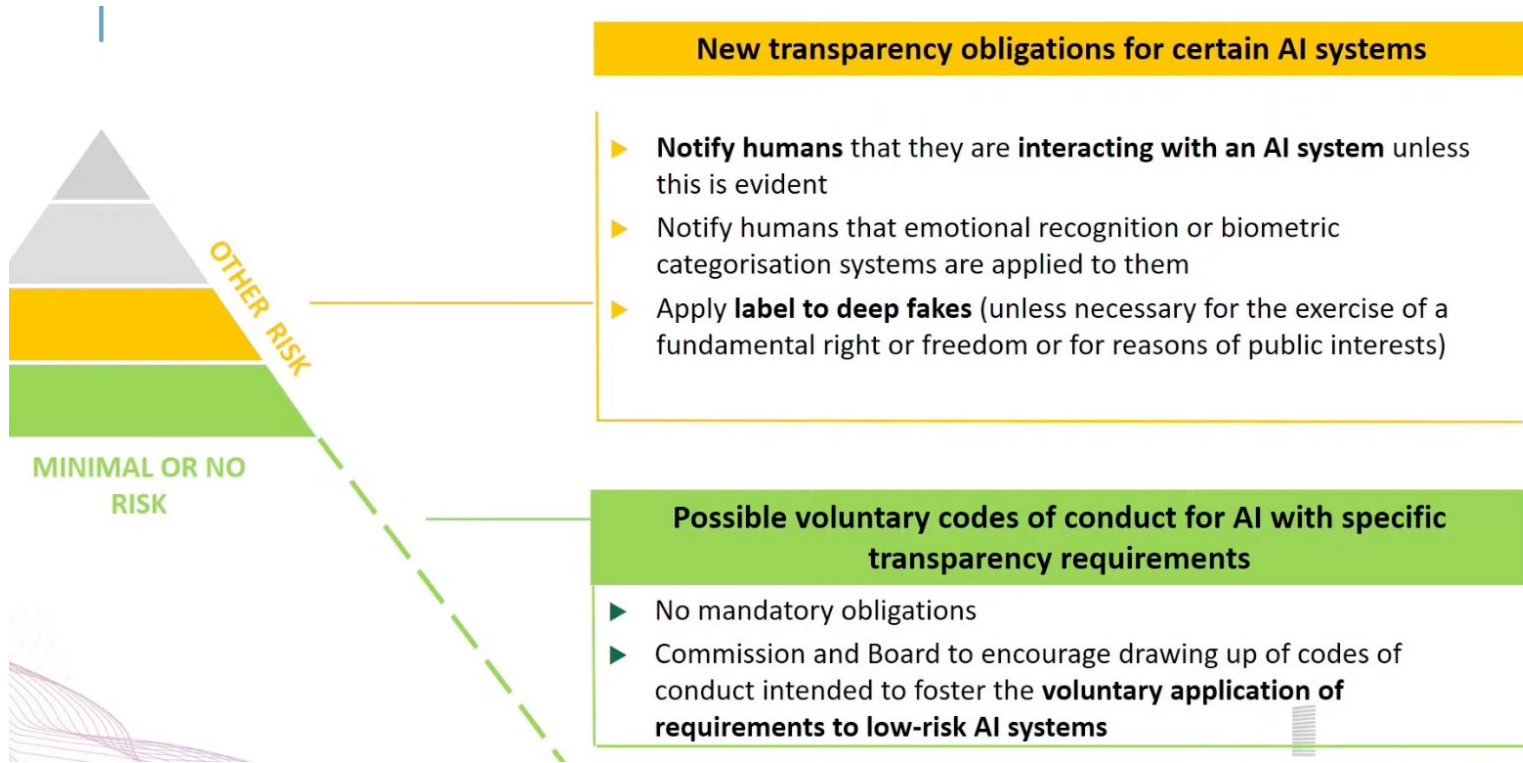 New transparency obligations for certain AI systems
Notify humans that they are interacting with an AI system unless
this is evident
Notify humans that emotional recognition or biometric
categorisation systems are applied to them
Apply label to deep fakes (unless necessary for the exercise of a
fundamental right or freedom or for reasons of public interests)
OTHER RISK
MINIMAL OR NO
RISK
Possible voluntary codes of conduct for AI with specific
transparency requirements
No mandatory obligations
Commission and Board to encourage drawing up of codes of
conduct intended to foster the voluntary application of
requirements to low-risk AI systems